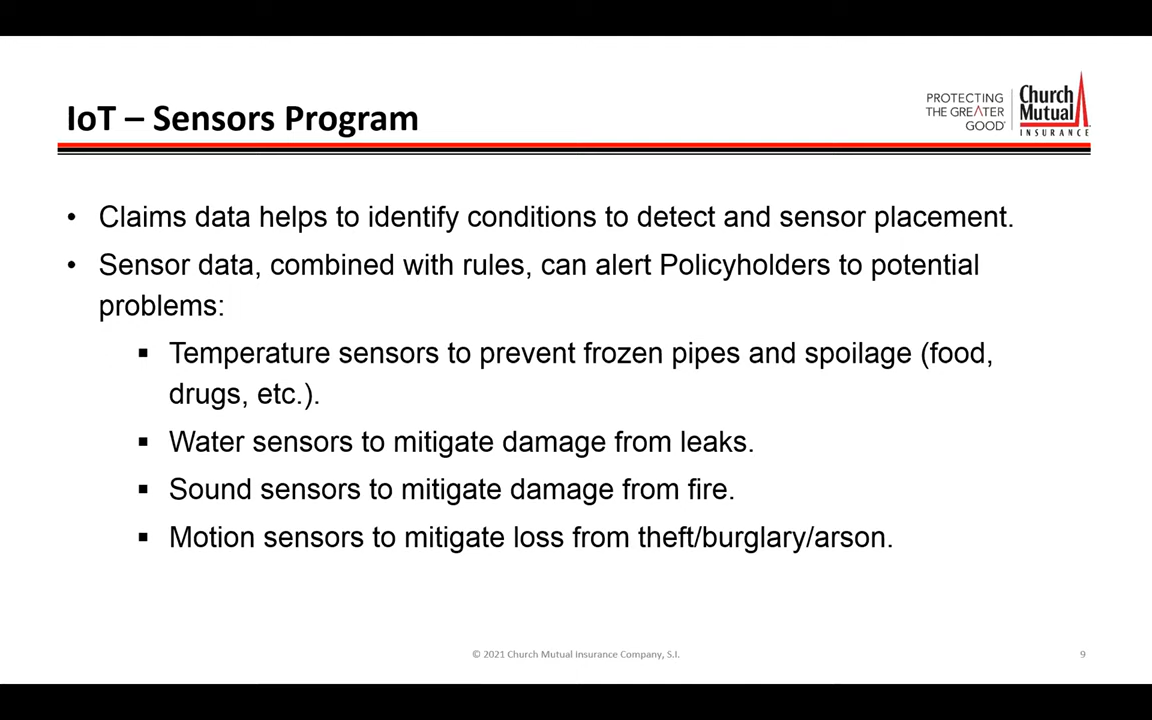 IoT – Sensors Program
PROTECTING
THE GREATER
GOOD
Church
Mutual
INSURANCE
• Claims data helps to identify conditions to detect and sensor placement.
• Sensor data, combined with rules, can alert Policyholders to potential
problems:
▪ Temperature sensors to prevent frozen pipes and spoilage (food,
drugs, etc.).
▪ Water sensors to mitigate damage from leaks.
▪ Sound sensors to mitigate damage from fire.
▪ Motion sensors to mitigate loss from theft/burglary/arson.
© 2021 Church Mutual Insurance Company, S.I.
9